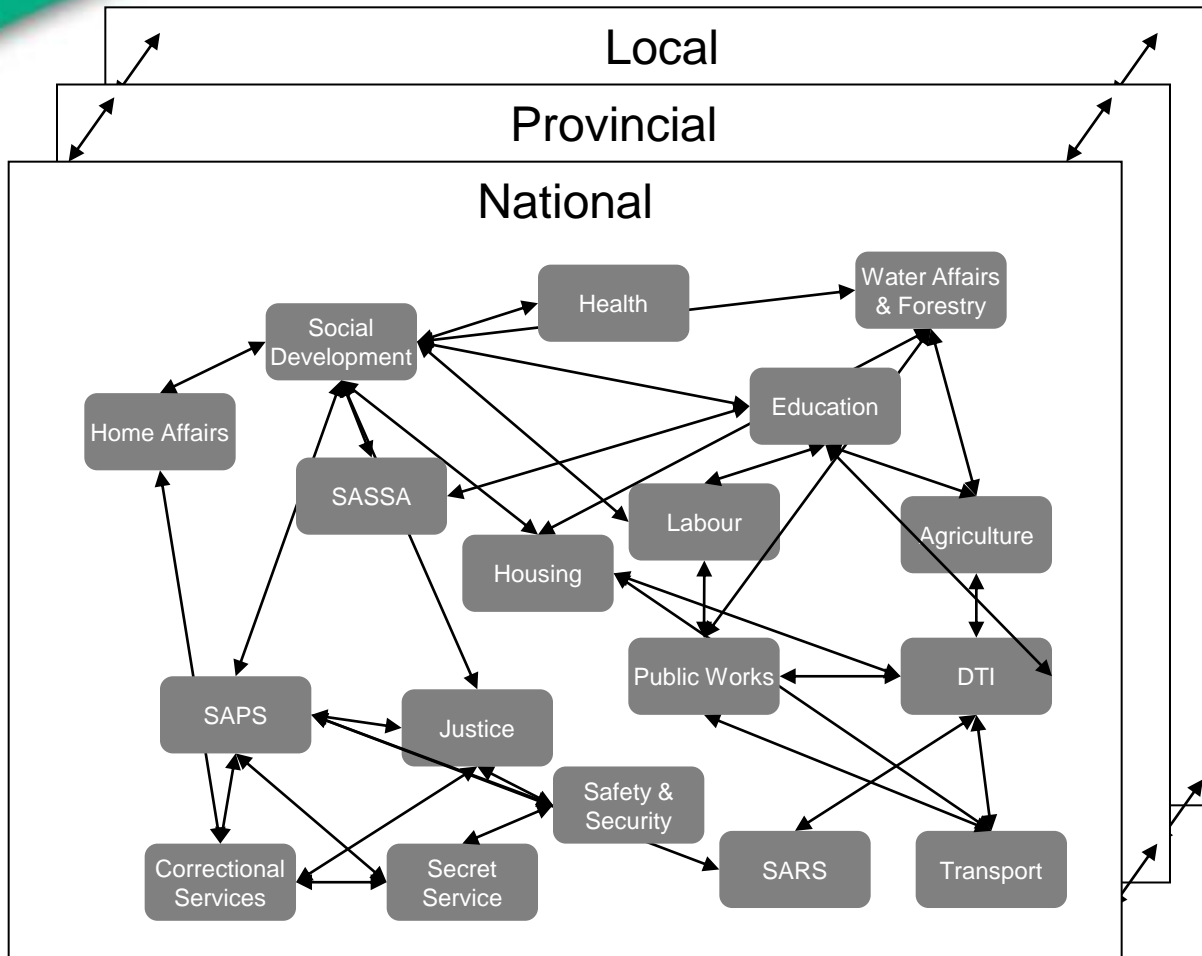 Local
Provincial
National
Health
Water Affairs
& Forestry
Social
Development
Education
Home Affairs
SASSA
Labour
Agriculture
Housing
Public Works
DTI
SAPS
Justice
Safety &
Security
Correctional
Services
Secret
Service
SARS
Transport